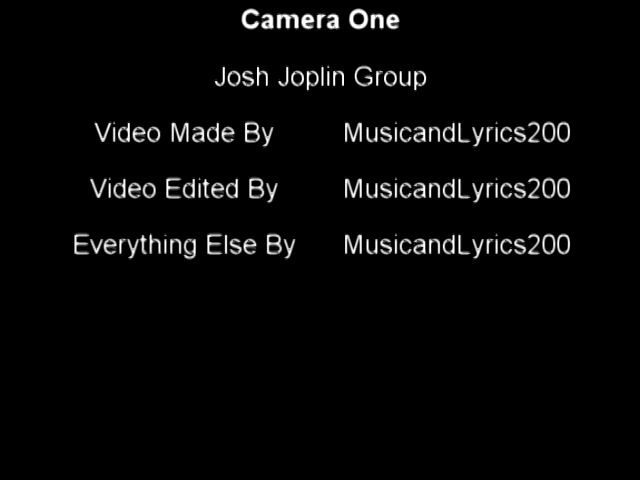 Camera One
Josh Joplin Group
Video Made By MusicandLyrics200
Video Edited By MusicandLyrics200
Everything Else By MusicandLyrics200